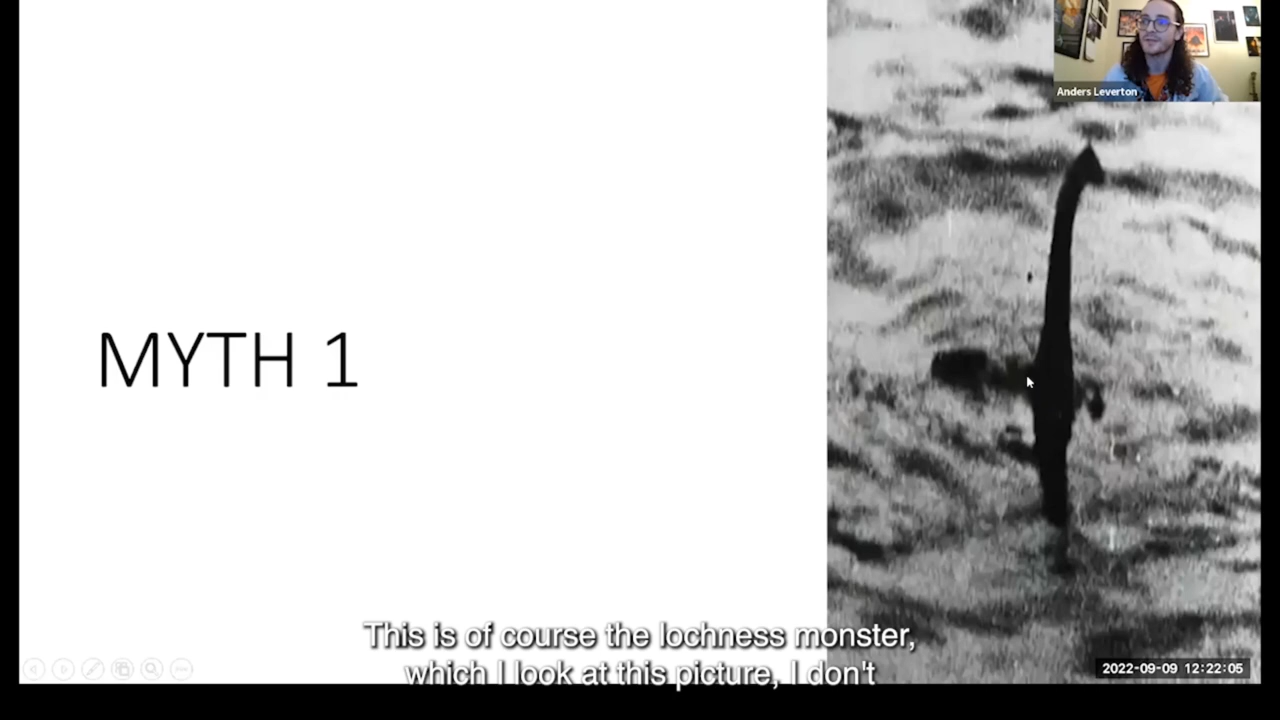 Anders Leverton
MYTH 1
This is of course the lochness monster,
which I look at this picture, I don't
2022-09-09 12:22:05